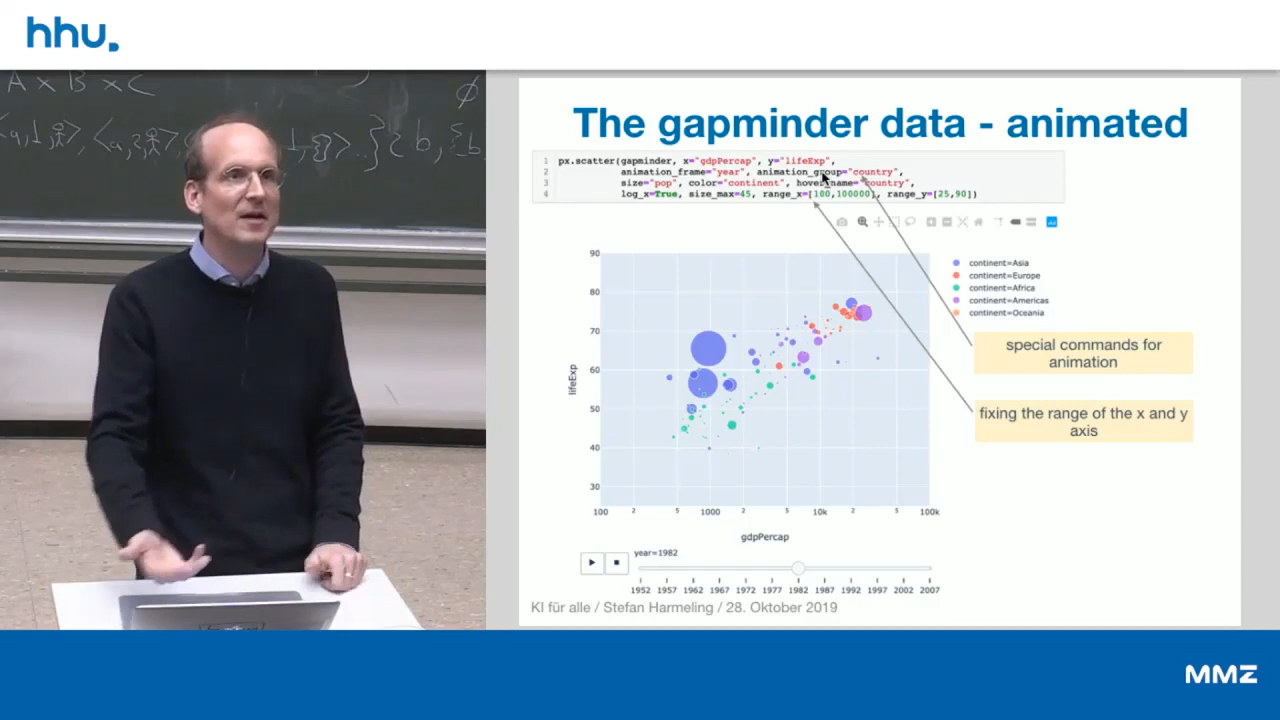 hhu.
A x B x C
The gapminder data - animated
1 px.scatter(gapminder, x="gdpPercap", y="lifeExp",
2 animation_frame="year", animation_group="country",
3 size="pop", color="continent", hover_name="country",
4 log_x=True, size_max=45, range_x=[100,100000], range_y=[25,90])
90
80
70
60
50
40
30
lifeExp
100 2 5 1000 2 5 10k 2 5 100k
gdpPercap
continent=Asia
continent=Europe
continent=Africa
continent=Americas
continent=Oceania
special commands for
animation
fixing the range of the x and y
axis
year=1982
1952 1957 1962 1967 1972 1977 1982 1987 1992 1997 2002 2007
KI für alle / Stefan Harmeling / 28. Oktober 2019
MMZ